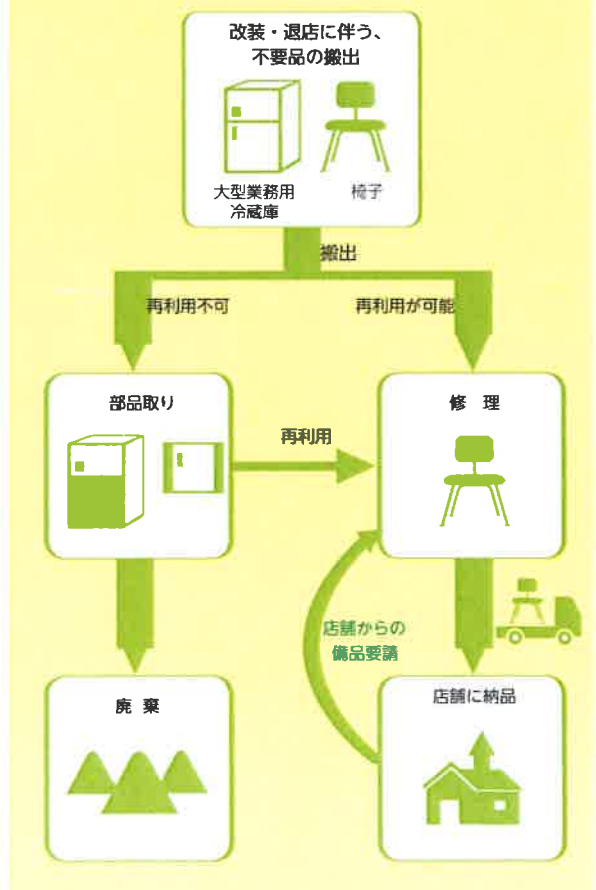 改装・退店に伴う、
不要品の搬出
大型業務用
冷蔵庫
椅子
搬出
再利用不可
再利用が可能
部品取り
修 理
再利用
店舗からの
備品要請
廃 棄
店舗に納品